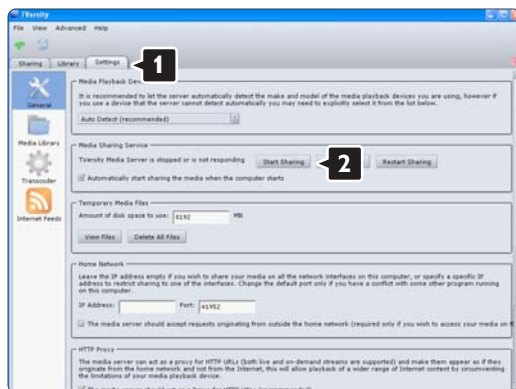 TVersity
File View Advanced Help
Sharing Library Settings
1
General
Media Library
Transcoder
Internet Feeds
Media Playback Dev
It is recommended to let the server automatically detect the make and model of the media playback devices you are using, however if
you use a device that the server cannot detect automatically you may need to explicitly select it from the list below.
Auto Detect (recommended)
Media Sharing Service
TVersity Media Server is stopped or is not responding Start Sharing 2 Restart Sharing
Automatically start sharing the media when the computer starts
Temporary Media Files
Amount of disk space to use: 8192 MB
View Files Delete All Files
Home Network
Leave the IP address empty if you wish to share your media on all the network interfaces on this computer, or specify a specific IP
address to restrict sharing to one of the interfaces. Change the default port only if you have a conflict with some other program running
on this computer.
IP Address: Port: 41952
The media server should accept requests originating from outside the home network (required only if you wish to access your media on
HTTP Proxy
The media server can act as a proxy for HTTP URLs (both live and on-demand streams are supported) and make them appear as if they
originate from the home network and not from the Internet, this will allow playback of a wider range of Internet content by circumventing
the limitations of your media playback device.